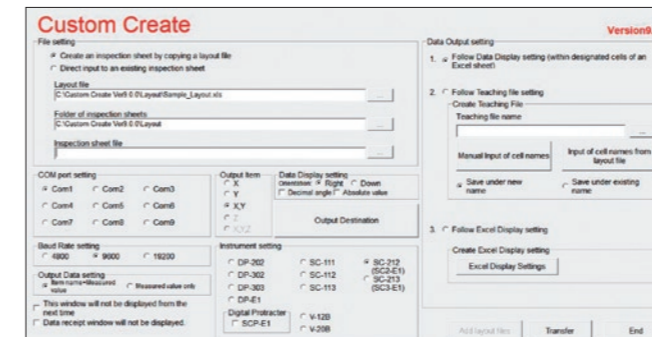 Custom Create
Version9.
File setting
Create an inspection sheet by copying a layout file
Direct input to an existing inspection sheet
Layout file
C:\Custom Create Ver9.0.0\Layout\Sample_Layout.xls
...
Folder of inspection sheets
C:\Custom Create Ver9.0.0\Layout
...
Inspection sheet file
...
COM port setting
Com1 Com2 Com3
Com4 Com5 Com6
Com7 Com8 Com9
Output Item
X
Y
X,Y
Z
X,Y,Z
Data Display setting
Orientation: Right Down
Decimal angle Absolute value
Output Destination
Baud Rate setting
4800 9600 19200
Output Data setting
Item name+Measured value
Measured value only
This window will not be displayed from the next time
Data receipt window will not be displayed.
Instrument setting
DP-202 SC-111 SC-212 (SC2-E1)
DP-302 SC-112 SC-213 (SC3-E1)
DP-303 SC-113
DP-E1
Digital Protracter
SCP-E1
V-12B
V-20B
Data Output setting
1. Follow Data Display setting (within designated cells of an Excel sheet)
2. Follow Teaching file setting
Create Teaching File
Teaching file name
...
Manual Input of cell names
Input of cell names from layout file
Save under new name
Save under existing name
3. Follow Excel Display setting
Create Excel Display setting
Excel Display Settings
Add layout files
Transfer
End